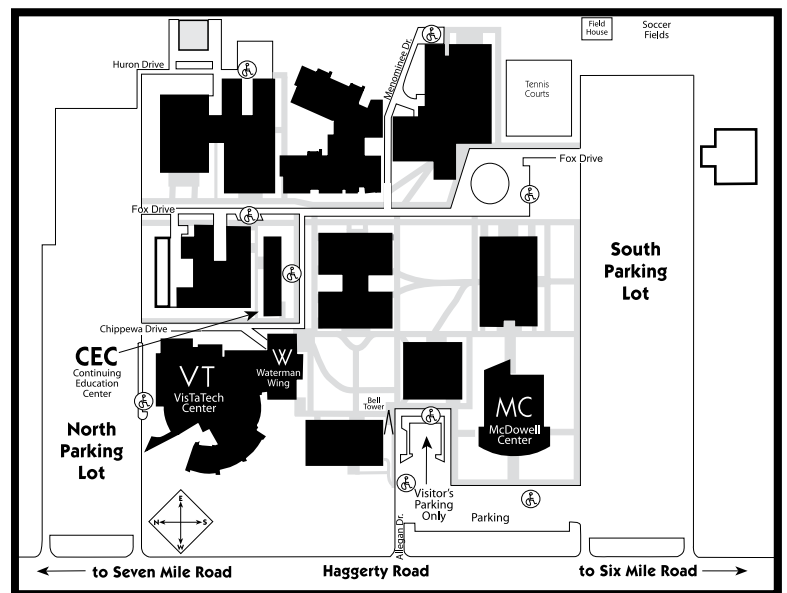 Field
House
Soccer
Fields
Menominee Dr.
Huron Drive
Tennis
Courts
Fox Drive
Fox Drive
South
Parking
Lot
Chippewa Drive
CEC
Continuing
Education
Center
VT
VisTaTech
Center
W
Waterman
Wing
Bell
Tower
MC
McDowell
Center
North
Parking
Lot
Visitor's
Parking
Only
Parking
E
N S
W
Allegan Dr.
to Seven Mile Road
Haggerty Road
to Six Mile Road